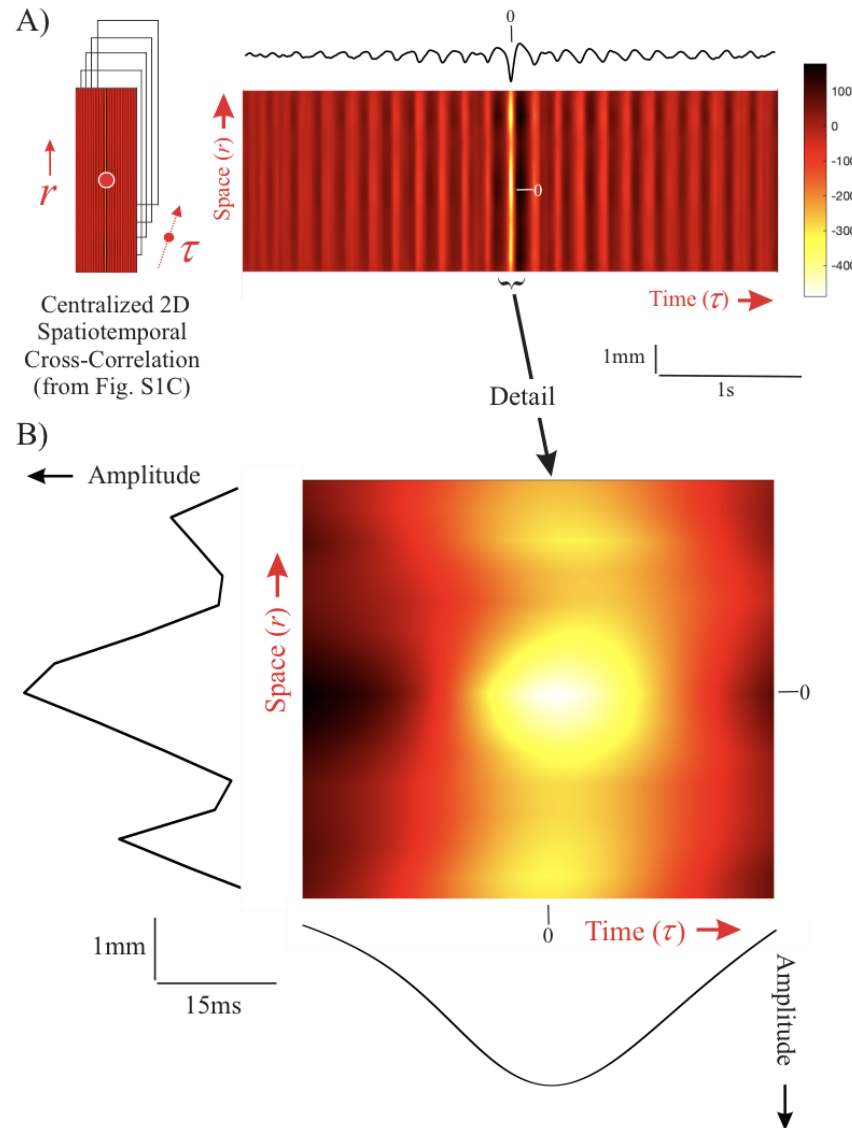 A)
0
r
τ
Centralized 2D
Spatiotemporal
Cross-Correlation
(from Fig. S1C)
Space (r)
0
Time (τ)
100
0
-100
-200
-300
-400
1mm
1s
Detail
B)
Amplitude
Space (r)
0
0
Time (τ)
1mm
15ms
Amplitude